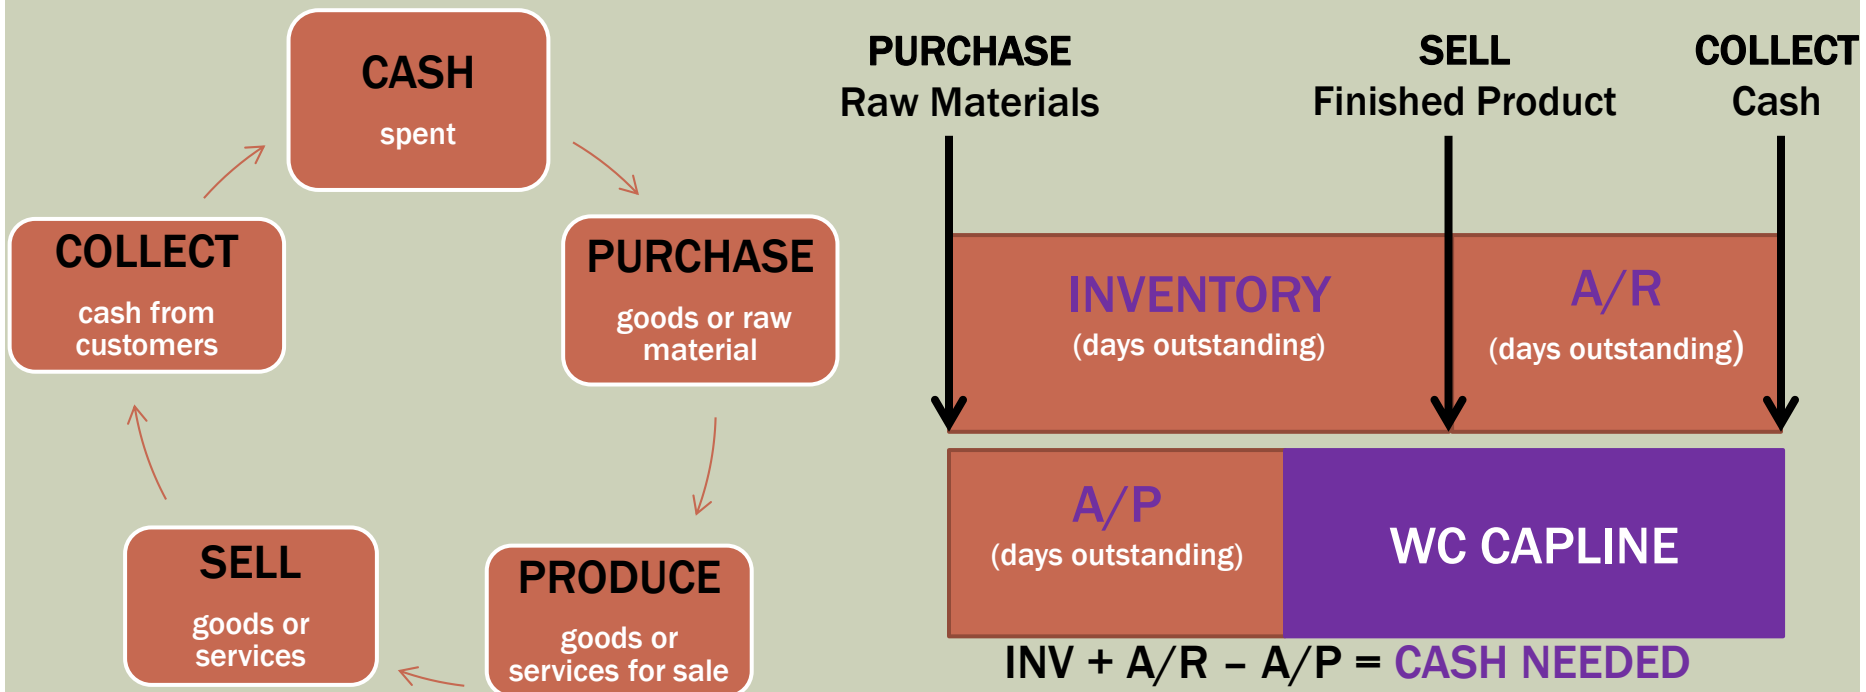 CASH
spent
PURCHASE
goods or raw
material
PRODUCE
goods or
services for sale
SELL
goods or
services
COLLECT
cash from
customers
PURCHASE
Raw Materials
SELL
Finished Product
COLLECT
Cash
INVENTORY
(days outstanding)
A/R
(days outstanding)
A/P
(days outstanding)
WC CAPLINE
INV + A/R – A/P = CASH NEEDED